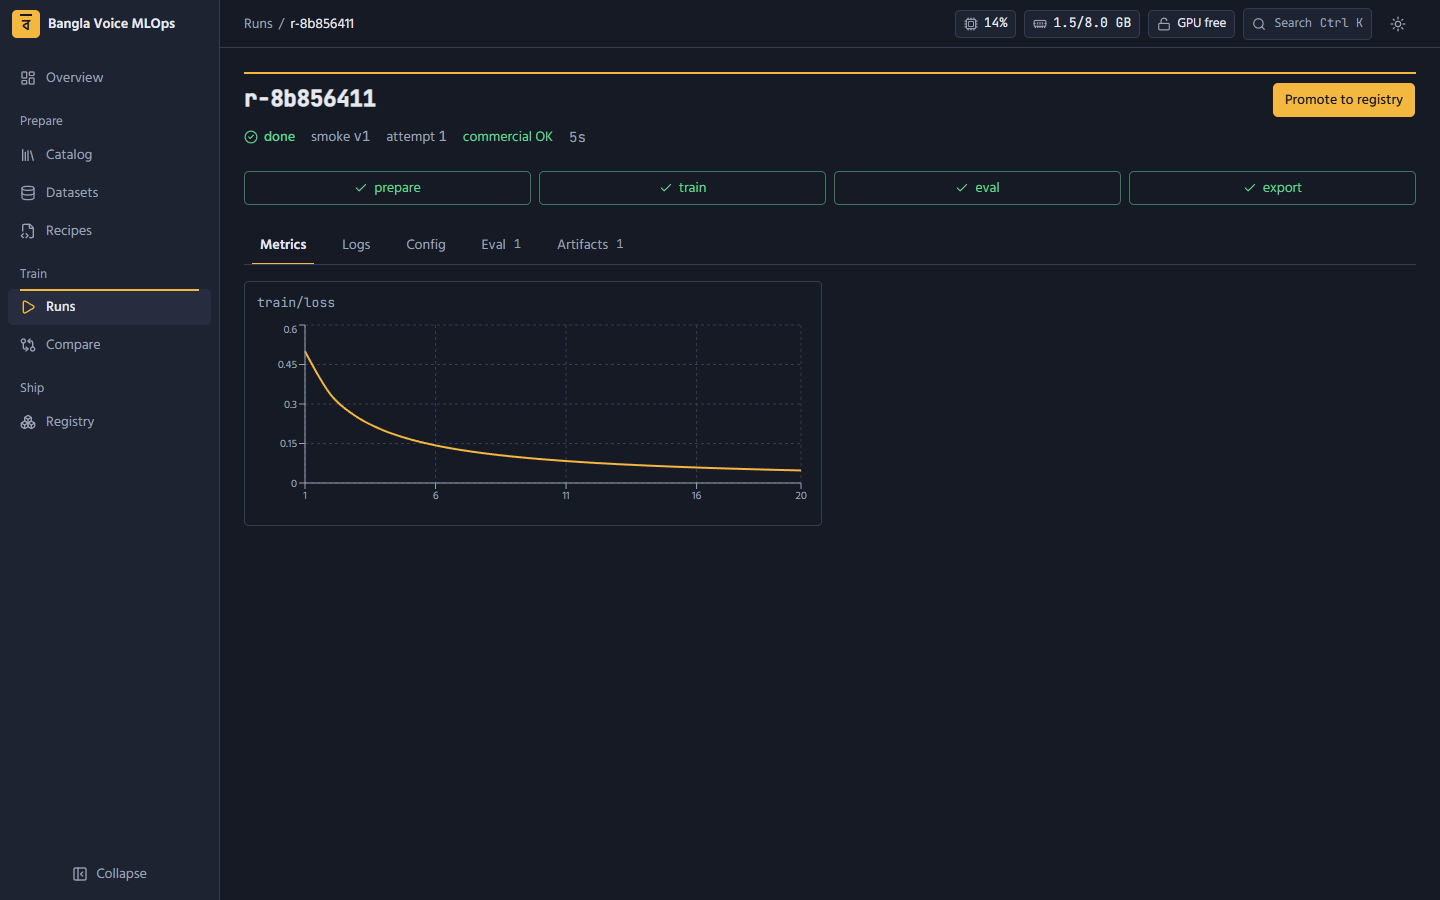 ব Bangla Voice MLOps
Runs / r-8b856411
14% 1.5/8.0 GB GPU free Search Ctrl K
Overview
Prepare
Catalog
Datasets
Recipes
Train
Runs
Compare
Ship
Registry
Collapse
r-8b856411
Promote to registry
done smoke v1 attempt 1 commercial OK 5s
prepare train eval export
Metrics Logs Config Eval 1 Artifacts 1
train/loss
0.6
0.45
0.3
0.15
0
1 6 11 16 20